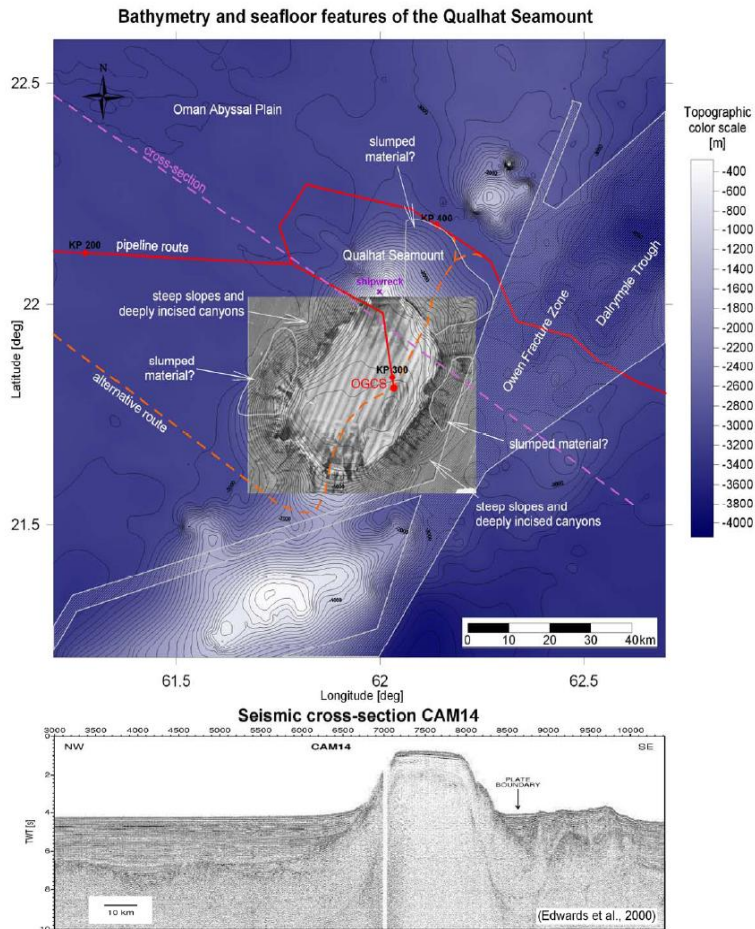 Bathymetry and seafloor features of the Qualhat Seamount
22.5
N
Oman Abyssal Plain
cross-section
slumped
material?
KP 200
pipeline route
KP 400
Qualhat Seamount
shipwreck
x
22
steep slopes and
deeply incised canyons
slumped
material?
KP 300
OGCS
alternative route
Owen Fracture Zone
Dalrymple Trough
slumped material?
steep slopes and
deeply incised canyons
21.5
Latitude [deg]
0 10 20 30 40km
61.5 62 62.5
Longitude [deg]
Topographic
color scale
[m]
-400
-600
-800
-1000
-1200
-1400
-1600
-1800
-2000
-2200
-2400
-2600
-2800
-3000
-3200
-3400
-3600
-3800
-4000
Seismic cross-section CAM14
3000 3500 4000 4500 5000 5500 6000 6500 7000 7500 8000 8500 9000 9500 10000
NW CAM14 SE
PLATE
BOUNDARY
TWT [s]
0
2
4
6
8
10
10 km
(Edwards et al., 2000)